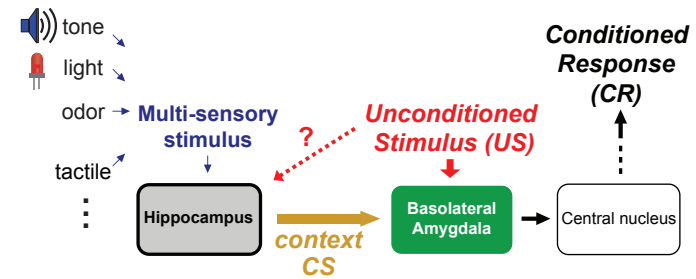 tone
light
odor
tactile
⋮
Multi-sensory
stimulus
?
Unconditioned
Stimulus (US)
Conditioned
Response
(CR)
Hippocampus
context
CS
Basolateral
Amygdala
Central nucleus